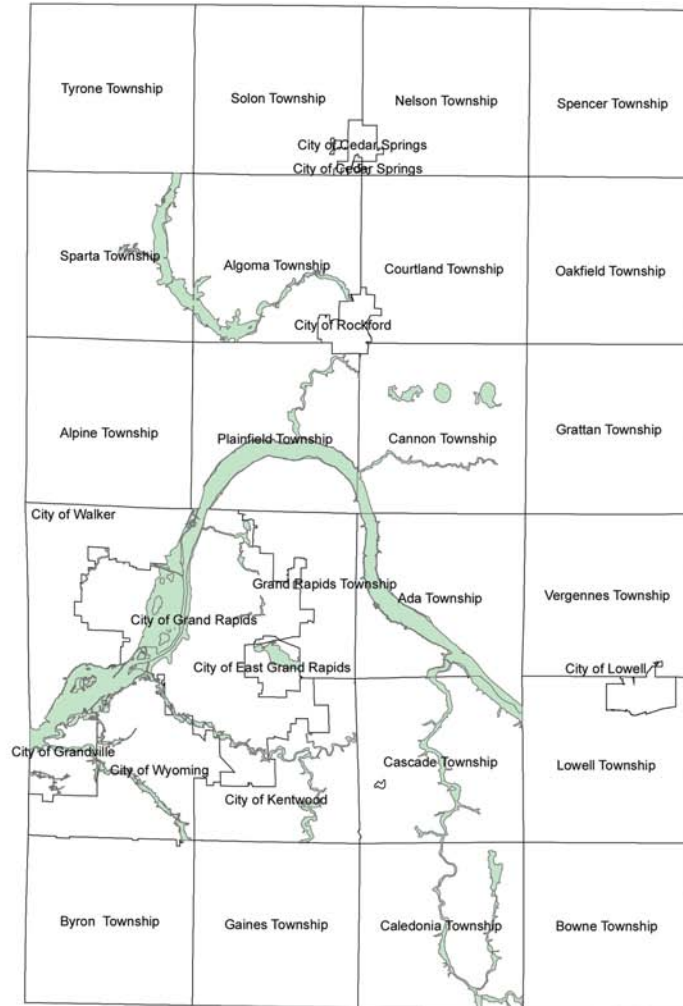 Tyrone Township
Solon Township
Nelson Township
Spencer Township
City of Cedar Springs
City of Cedar Springs
Sparta Township
Algoma Township
Courtland Township
Oakfield Township
City of Rockford
Alpine Township
Plainfield Township
Cannon Township
Grattan Township
City of Walker
Grand Rapids Township
Ada Township
Vergennes Township
City of Grand Rapids
City of East Grand Rapids
City of Lowell
City of Grandville
City of Wyoming
Cascade Township
Lowell Township
City of Kentwood
Byron Township
Gaines Township
Caledonia Township
Bowne Township